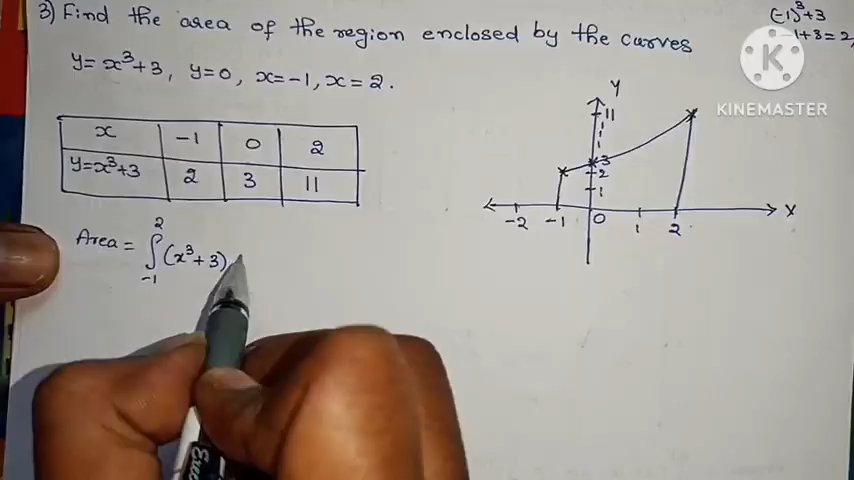 3) Find the area of the region enclosed by the curves
y = x³ + 3, y = 0, x = -1, x = 2.
(-1)³ + 3
-1 + 3 = 2
K
KINEMASTER
x -1 0 2
y = x³ + 3 2 3 11
Y
11
3
2
1
-2 -1 0 1 2 X
Area = ∫₋₁² (x³ + 3)